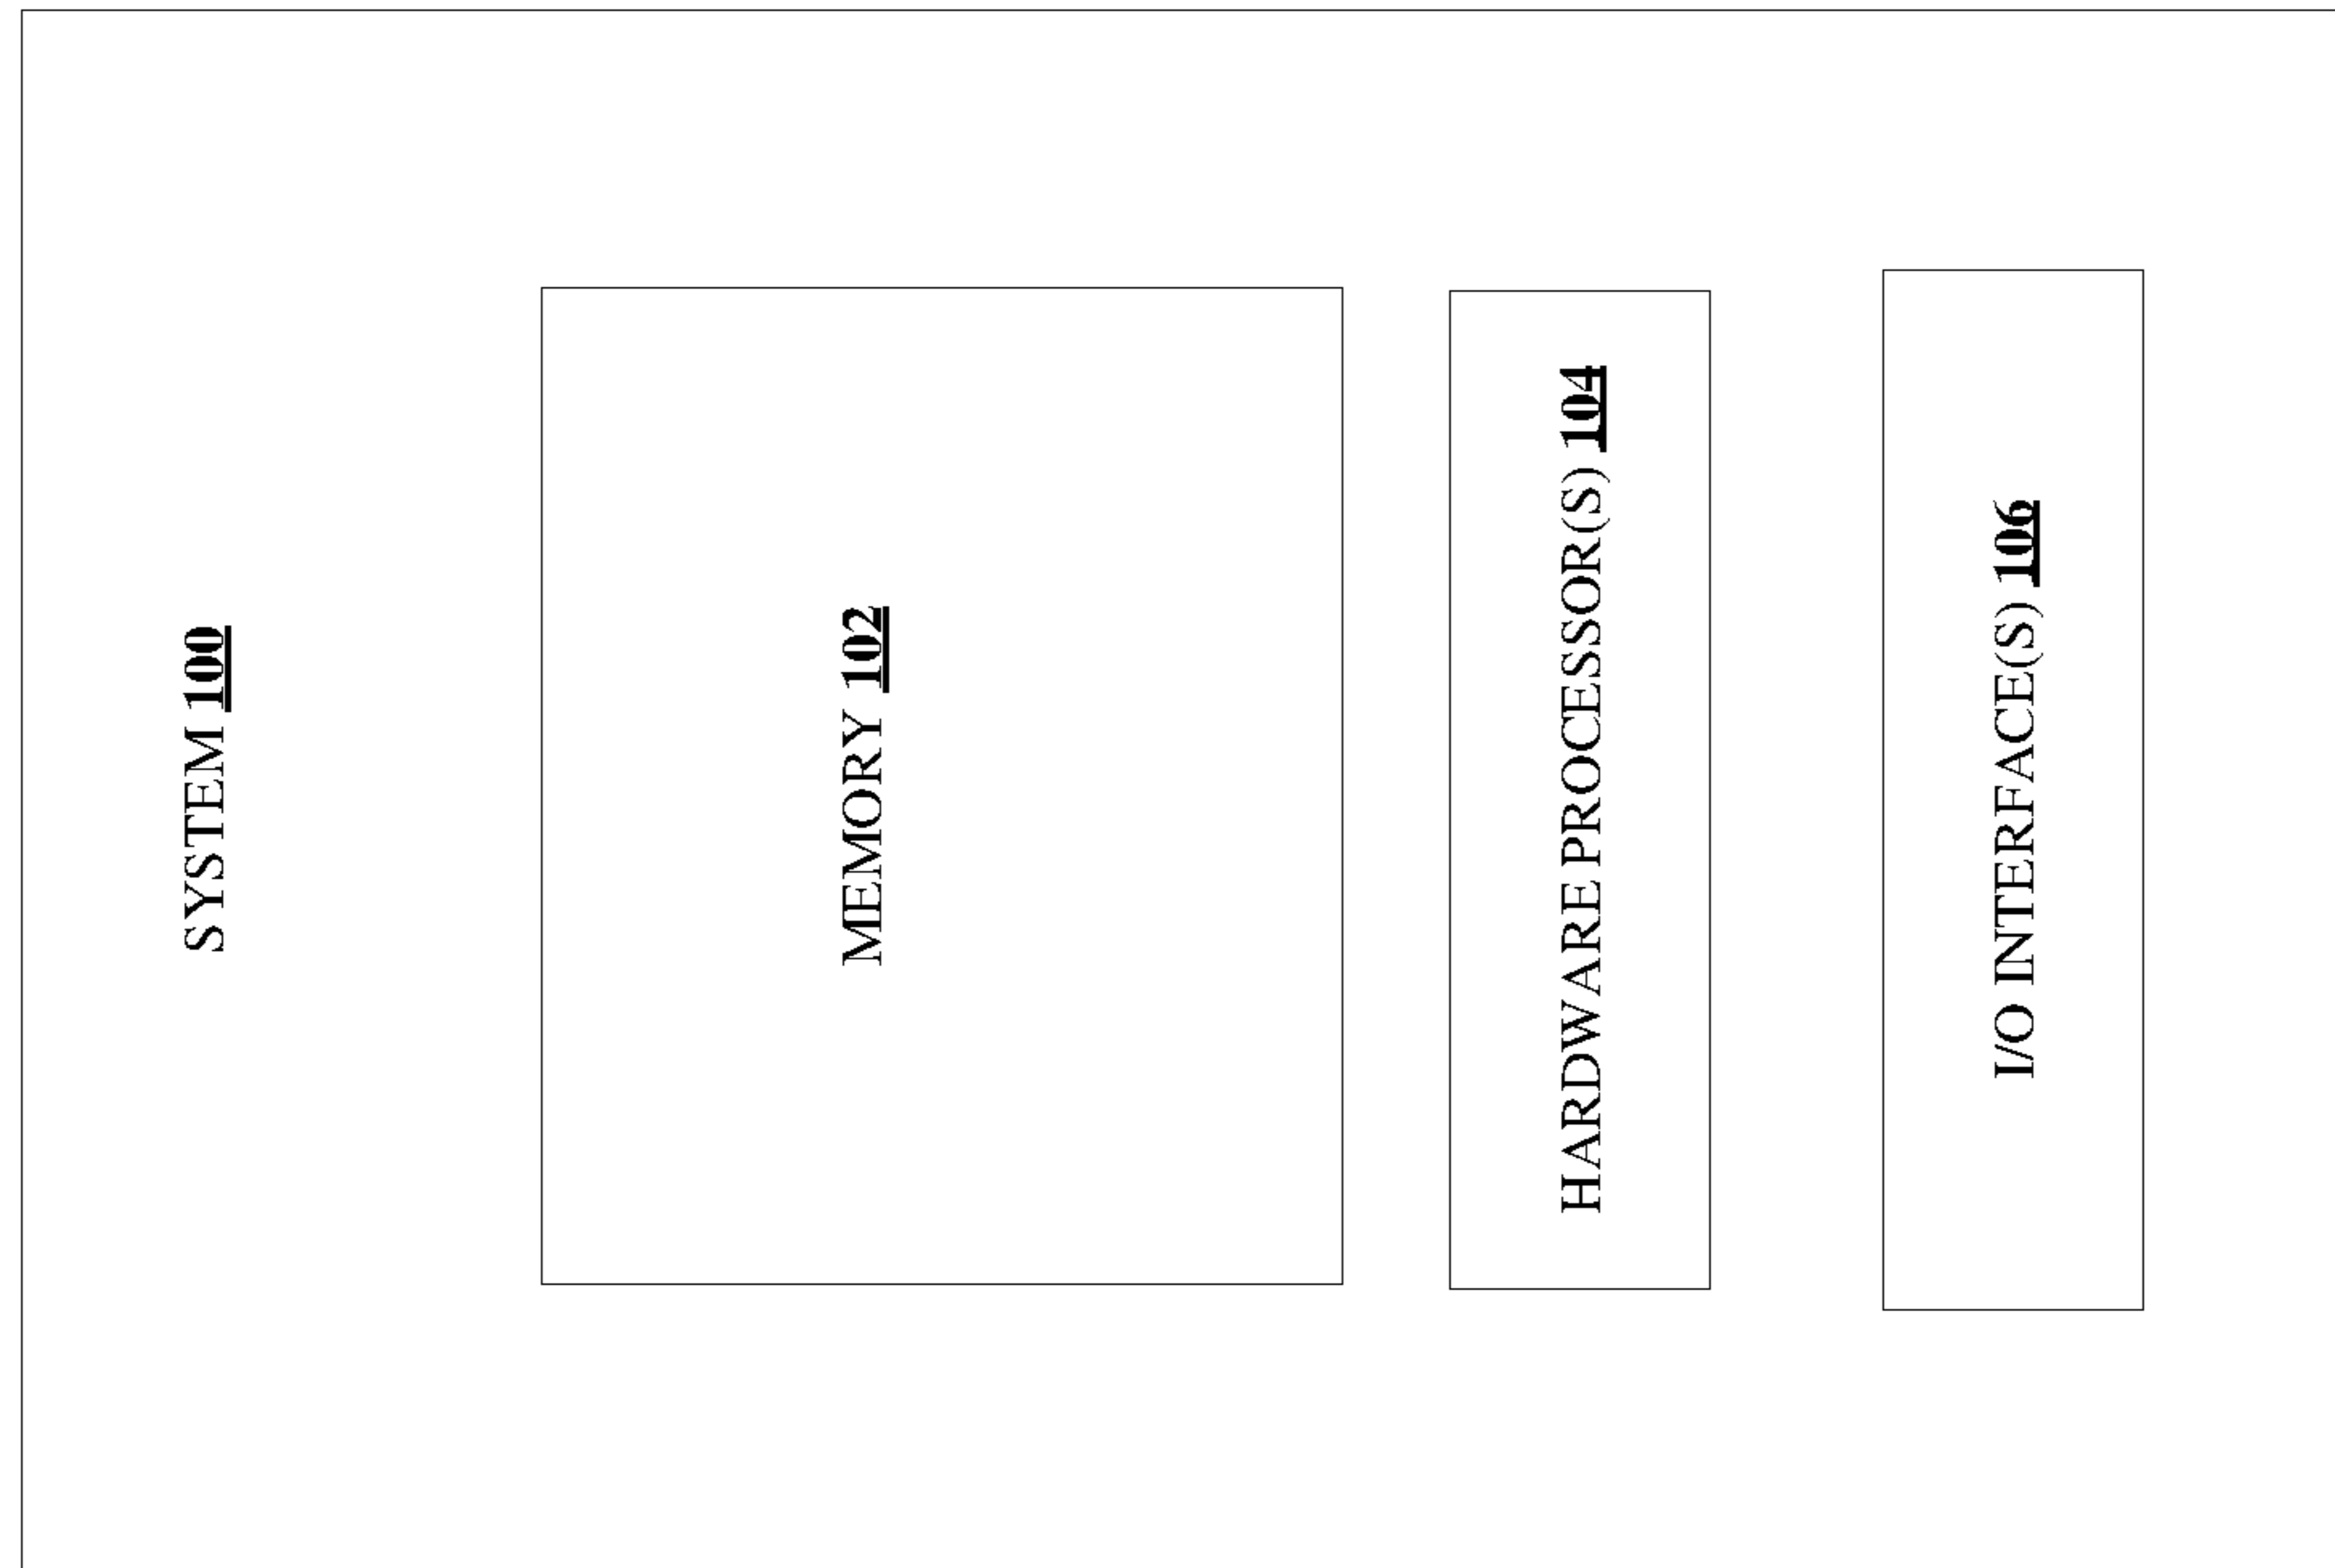 SYSTEM 100
MEMORY 102
HARDWARE PROCESSOR(S) 104
I/O INTERFACE(S) 106